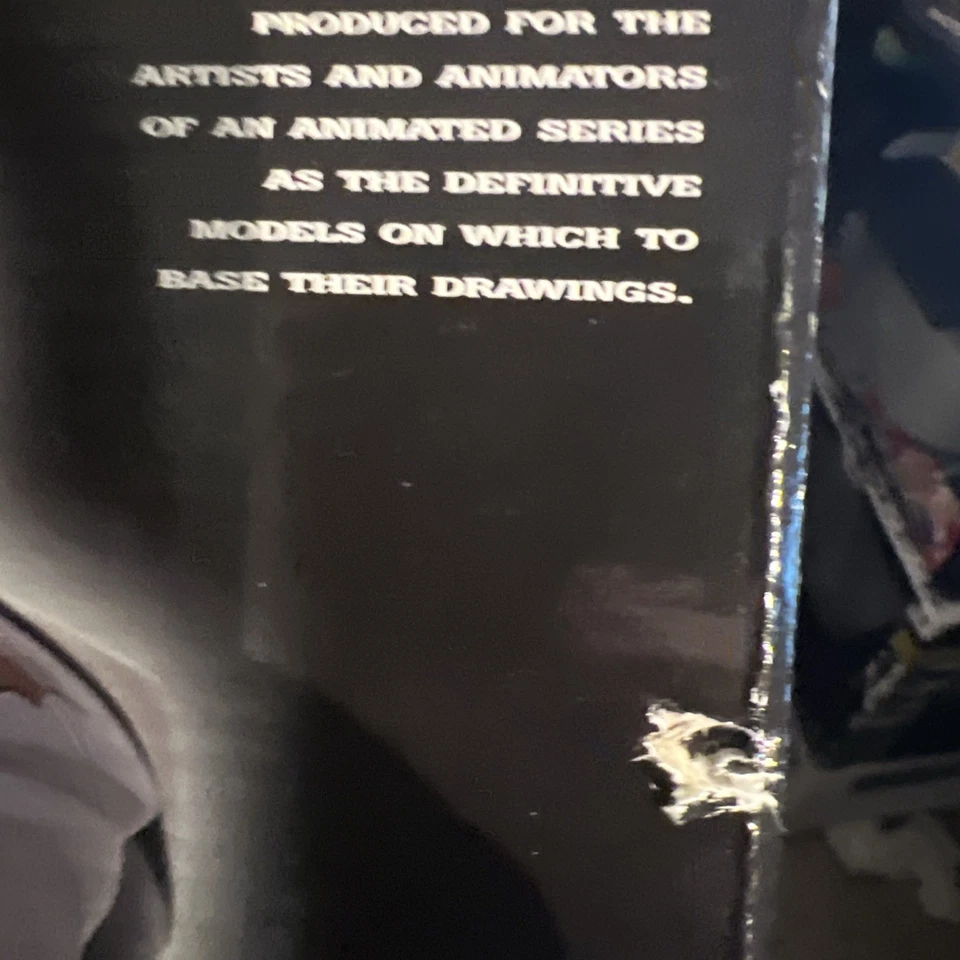 PRODUCED FOR THE
ARTISTS AND ANIMATORS
OF AN ANIMATED SERIES
AS THE DEFINITIVE
MODELS ON WHICH TO
BASE THEIR DRAWINGS.